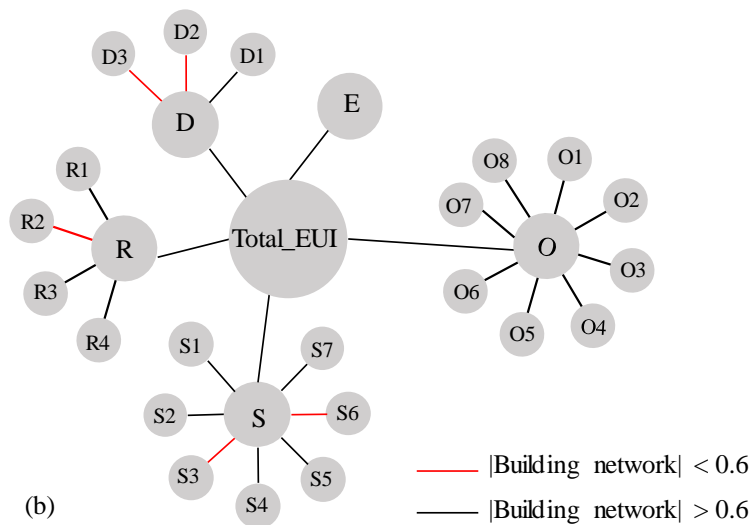 D2
D3
D1
D
E
R1
R2
R
R3
R4
Total_EUI
O8
O1
O7
O2
O
O3
O6
O5
O4
S1
S7
S2
S
S6
S3
S5
S4
|Building network| < 0.6
|Building network| > 0.6
(b)